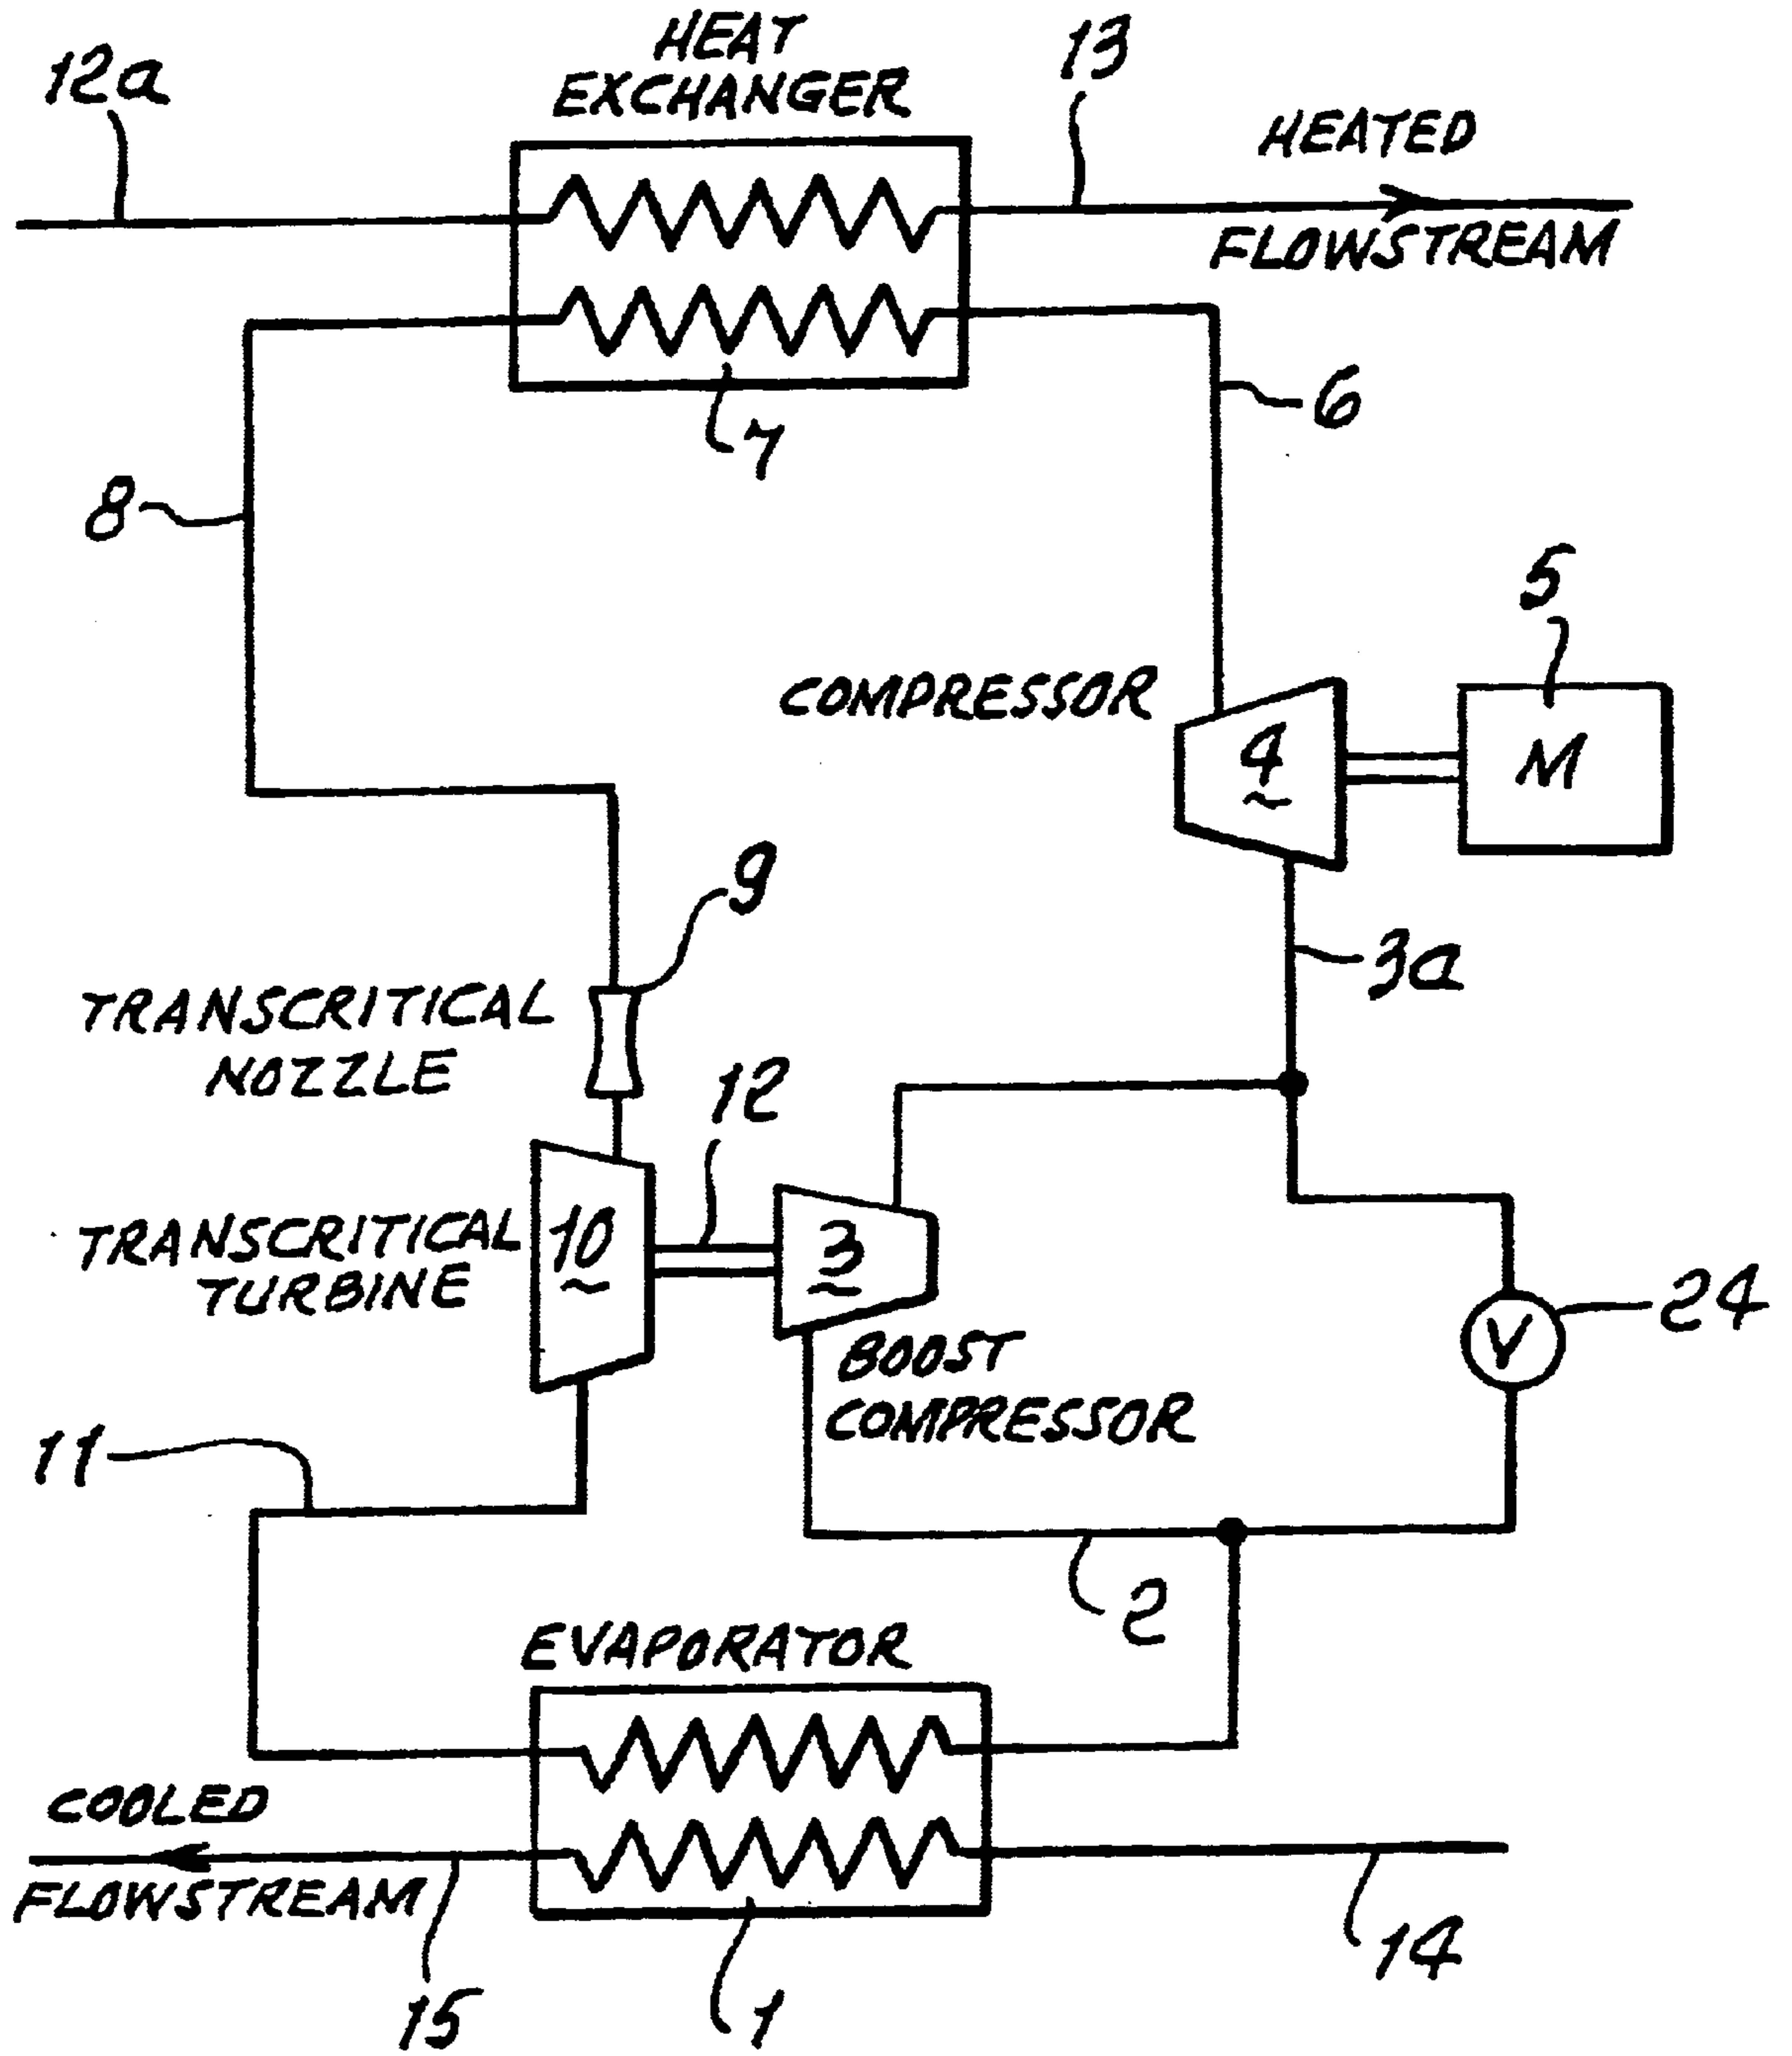 HEAT
EXCHANGER
12a
13
HEATED
FLOWSTREAM
6
7
8
5
COMPRESSOR
4
M
9
3a
TRANSCRITICAL
NOZZLE
12
TRANSCRITICAL
TURBINE
10
3
24
V
BOOST
COMPRESSOR
11
2
EVAPORATOR
COOLED
FLOWSTREAM
14
15
1